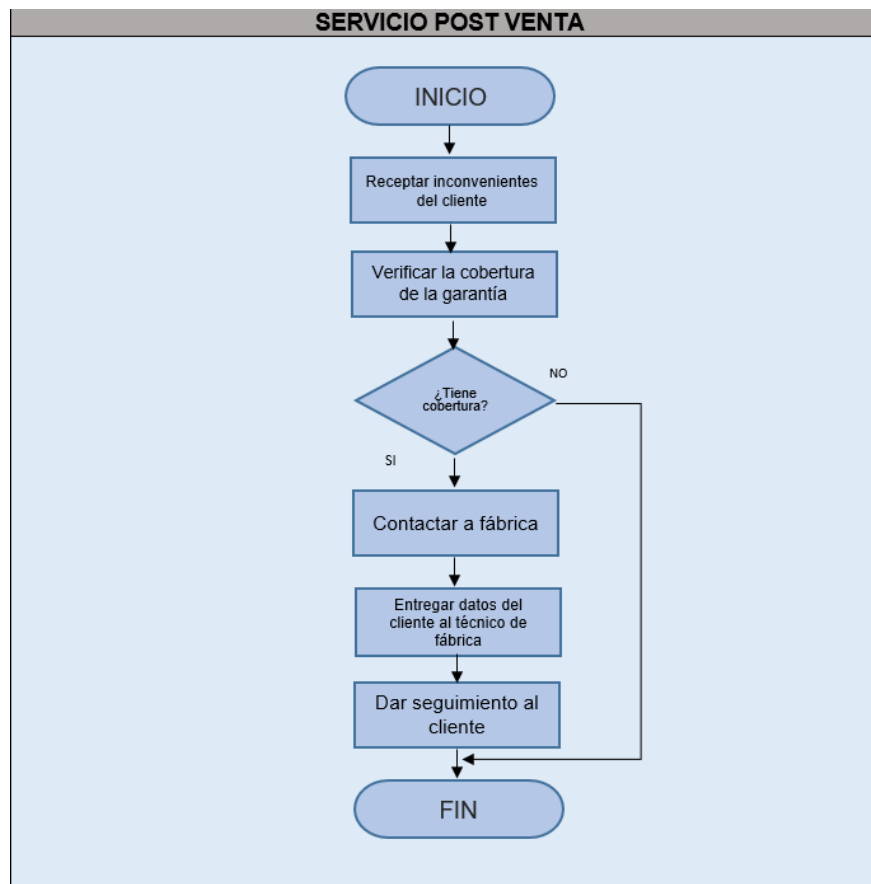 SERVICIO POST VENTA
INICIO
Receptar inconvenientes
del cliente
Verificar la cobertura
de la garantía
¿Tiene
cobertura?
NO
SI
Contactar a fábrica
Entregar datos del
cliente al técnico de
fábrica
Dar seguimiento al
cliente
FIN